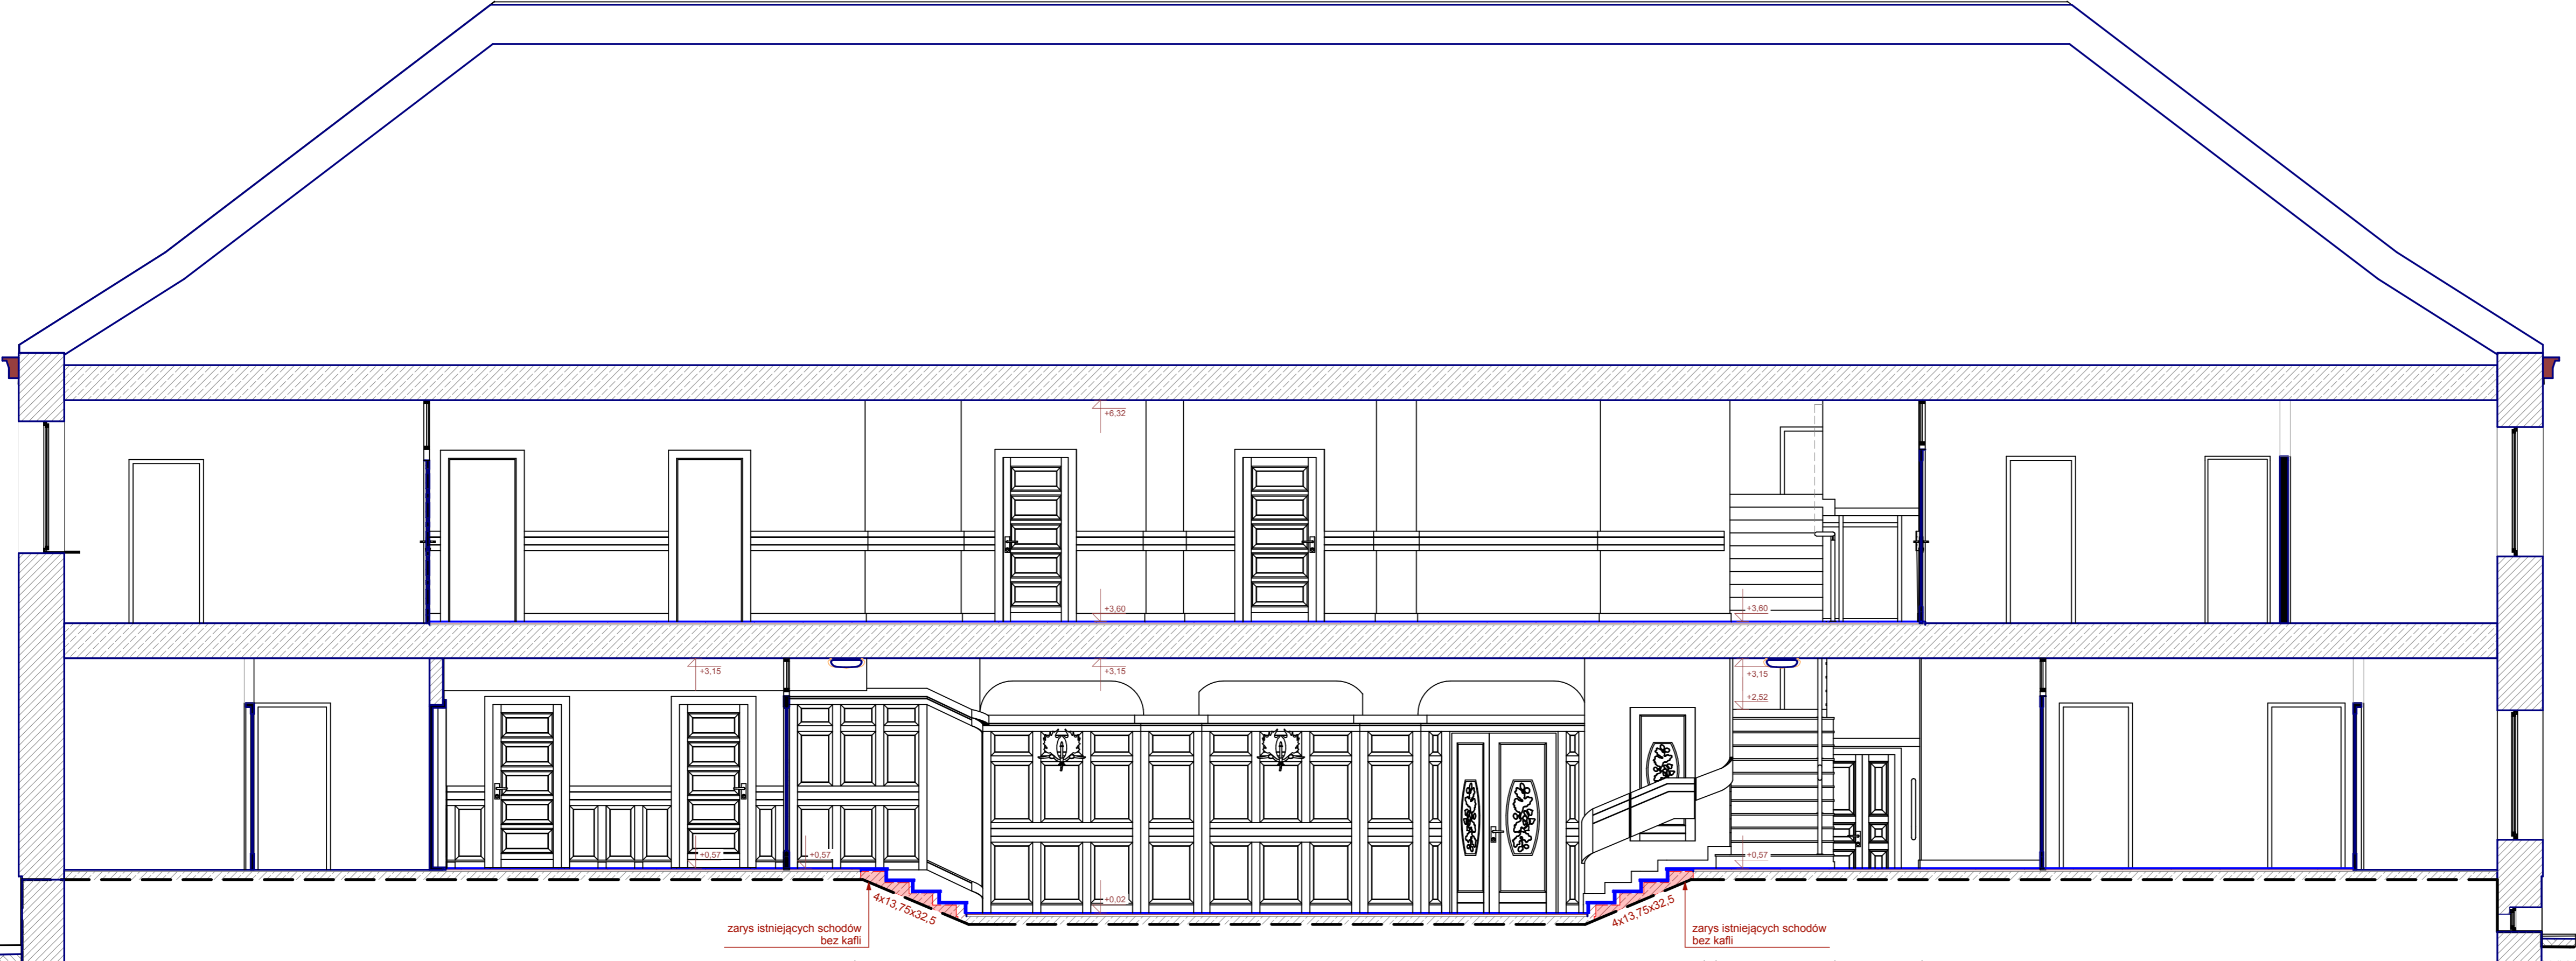 +6,32
+3,60
+3,60
+3,15
+3,15
+3,15
+2,52
+0,57
+0,57
+0,57
+0,02
4x13,75x32,5
4x13,75x32,5
zarys istniejących schodów
bez kafli
zarys istniejących schodów
bez kafli